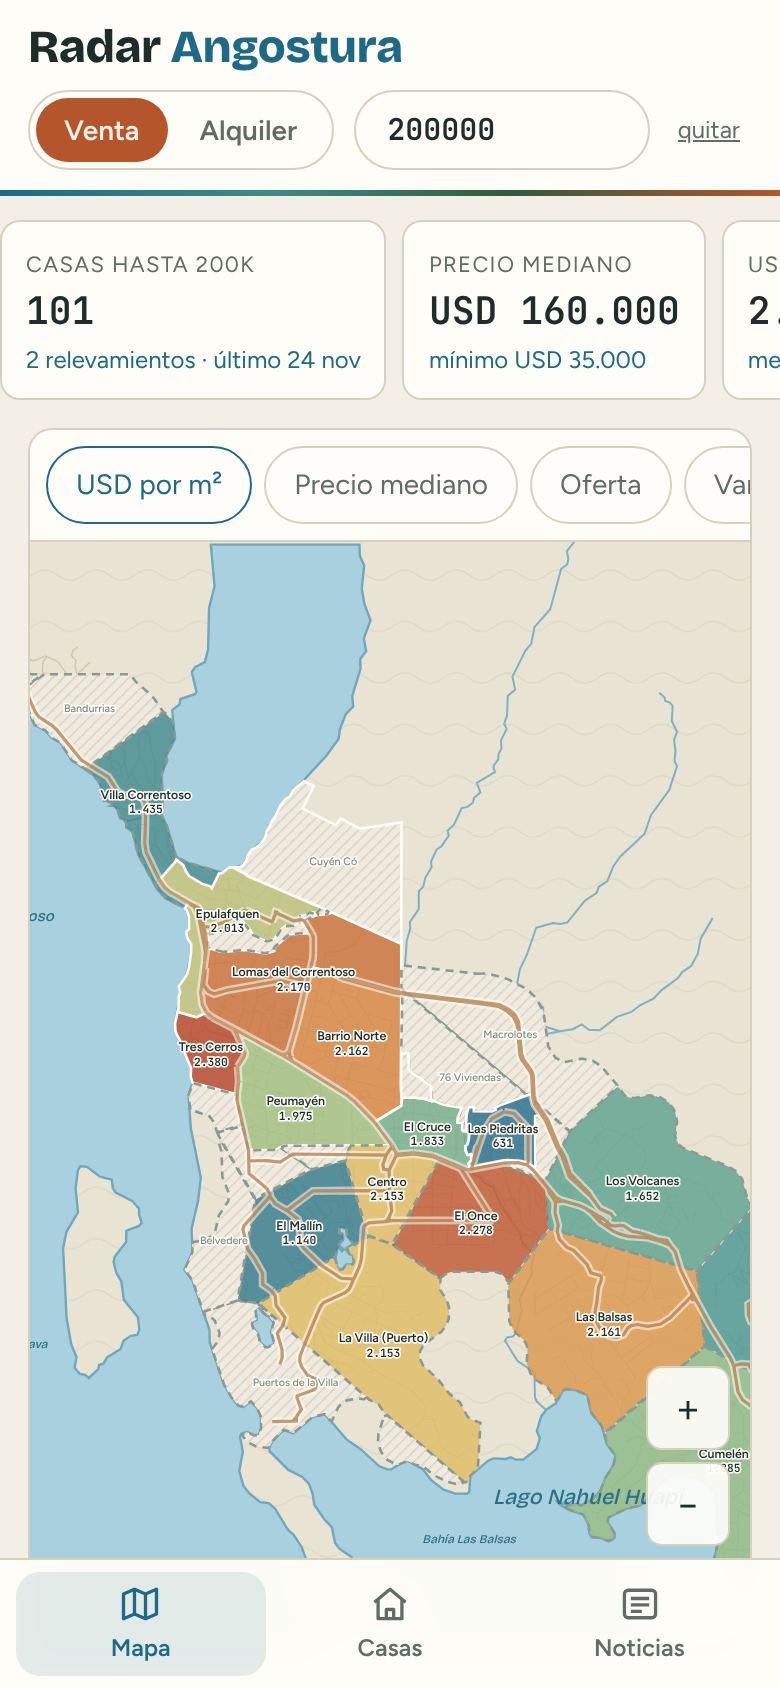 Radar Angostura
Venta
Alquiler
200000
quitar
CASAS HASTA 200K
101
2 relevamientos · último 24 nov
PRECIO MEDIANO
USD 160.000
mínimo USD 35.000
US
2.
me
USD por m²
Precio mediano
Oferta
Var
Bandurrias
Villa Correntoso
1.435
Cuyén Có
oso
Epulafquen
2.013
Lomas del Correntoso
2.170
Barrio Norte
2.162
Macrolotes
Tres Cerros
2.380
76 Viviendas
Peumayén
1.975
El Cruce
1.833
Las Piedritas
631
Centro
2.153
Los Volcanes
1.652
El Once
2.278
El Mallín
1.140
Belvedere
Las Balsas
2.161
La Villa (Puerto)
2.153
ava
Puertos de la Villa
+
Cumelén
Lago Nahuel Huapi
−
Bahía Las Balsas
Mapa
Casas
Noticias